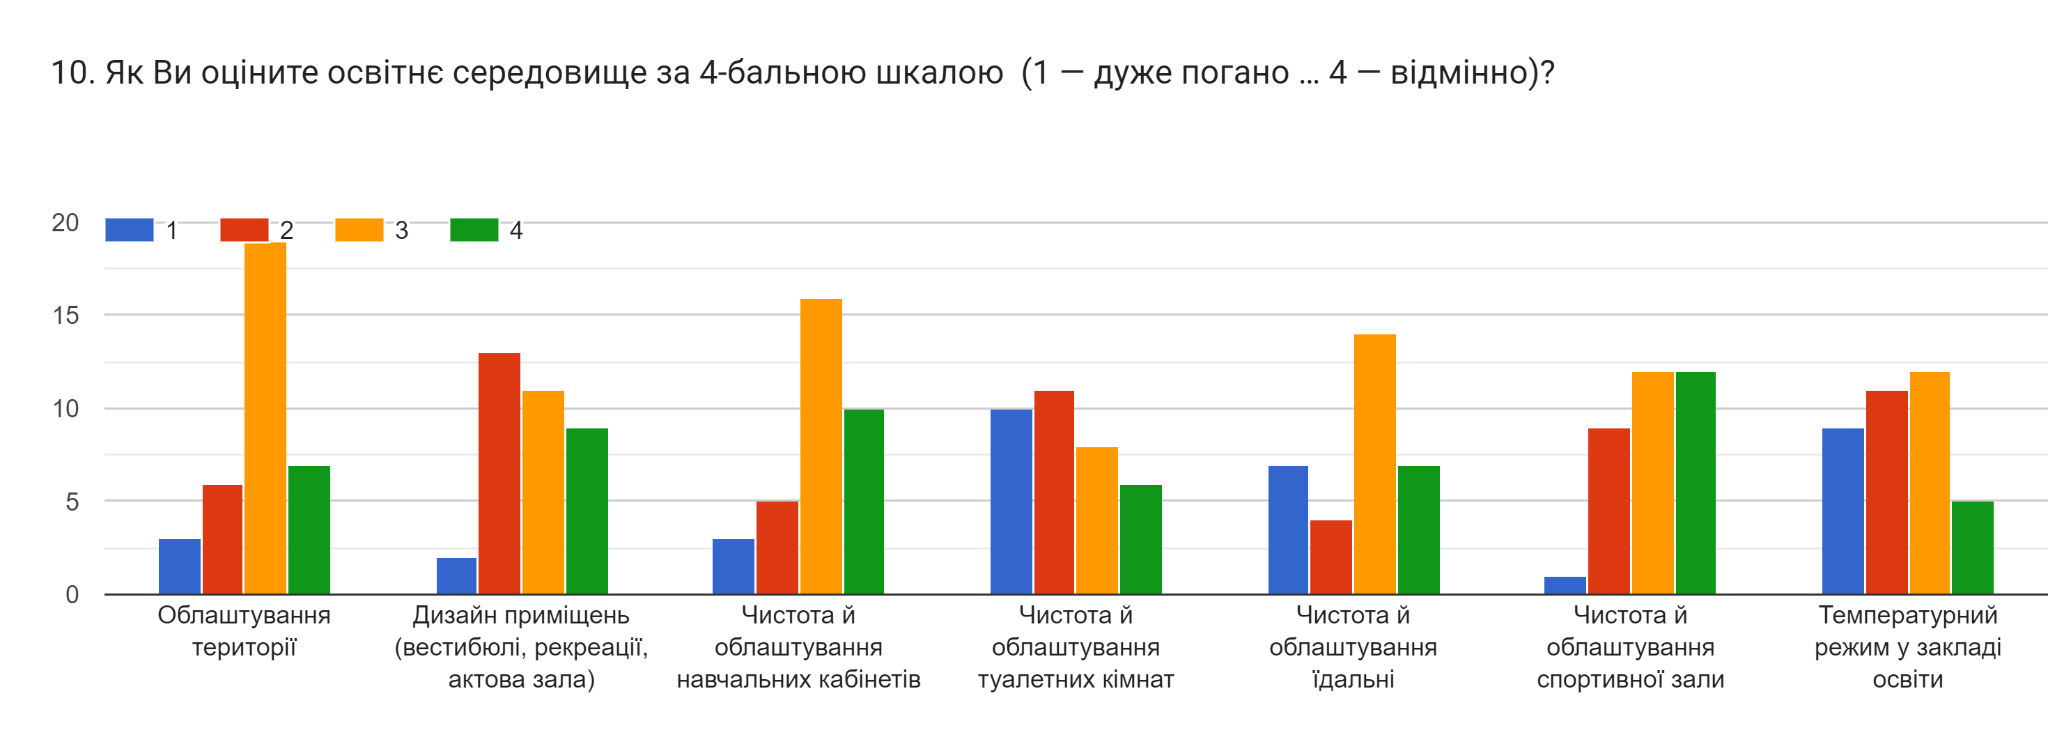 10. Як Ви оціните освітнє середовище за 4-бальною шкалою  (1 — дуже погано ... 4 — відмінно)?
20
1 2 3 4
15
10
5
0
Облаштування
території
Дизайн приміщень
(вестибюлі, рекреації,
актова зала)
Чистота й
облаштування
навчальних кабінетів
Чистота й
облаштування
туалетних кімнат
Чистота й
облаштування
їдальні
Чистота й
облаштування
спортивної зали
Температурний
режим у закладі
освіти